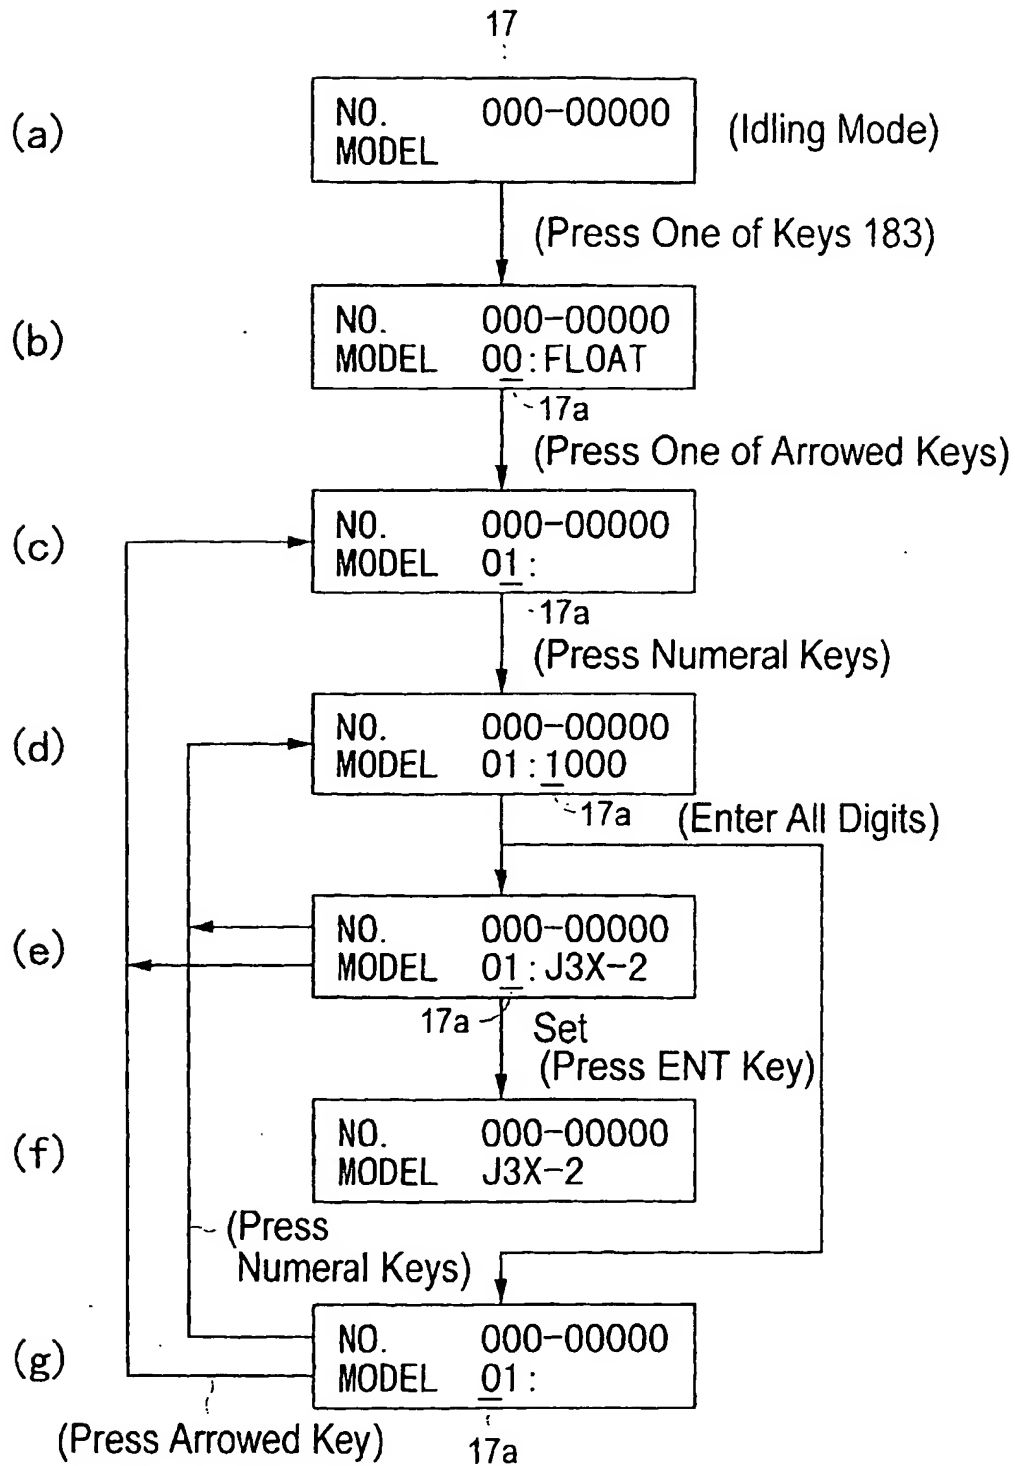 17
(a)
NO. 000-00000
MODEL
(Idling Mode)
(Press One of Keys 183)
(b)
NO. 000-00000
MODEL 00:FLOAT
17a
(Press One of Arrowed Keys)
(c)
NO. 000-00000
MODEL 01:
17a
(Press Numeral Keys)
(d)
NO. 000-00000
MODEL 01:1000
17a
(Enter All Digits)
(e)
NO. 000-00000
MODEL 01:J3X-2
17a
Set
(Press ENT Key)
(f)
NO. 000-00000
MODEL J3X-2
(Press
Numeral Keys)
(g)
NO. 000-00000
MODEL 01:
(Press Arrowed Key)
17a